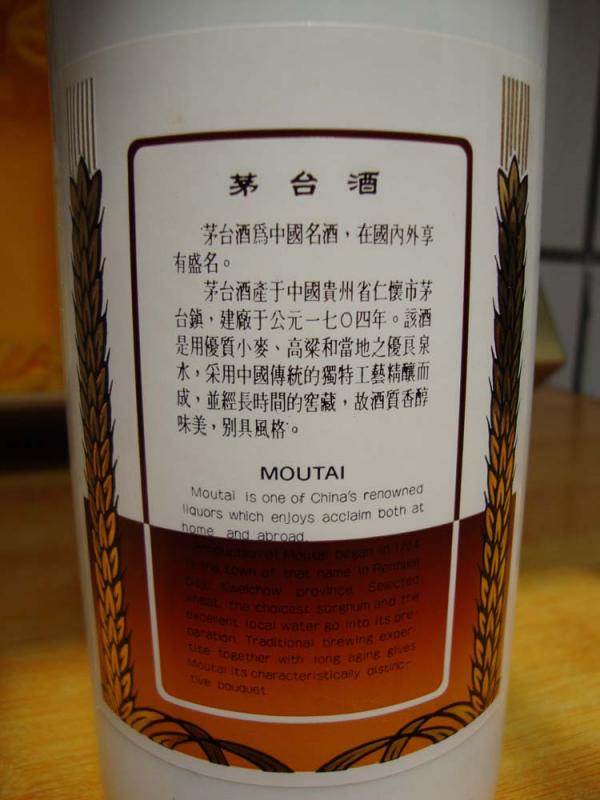 茅台酒
茅台酒爲中國名酒，在國內外享
有盛名。
茅台酒產于中國貴州省仁懷市茅
台鎮，建廠于公元一七〇四年。該酒
是用優質小麥、高粱和當地之優良泉
水，采用中國傳統的獨特工藝精釀而
成，並經長時間的窖藏，故酒質香醇
味美，別具風格。
MOUTAI
Moutai is one of China's renowned
liquors which enjoys acclaim both at
home and abroad.
Production of Moutai began in 1704
in the town of that name in Renhuai
City, Kweichow province. Selected
wheat, the choicest sorghum and the
excellent local water go into its pre-
paration. Traditional brewing exper-
tise together with long aging gives
Moutai its characteristically distinc-
tive bouquet.